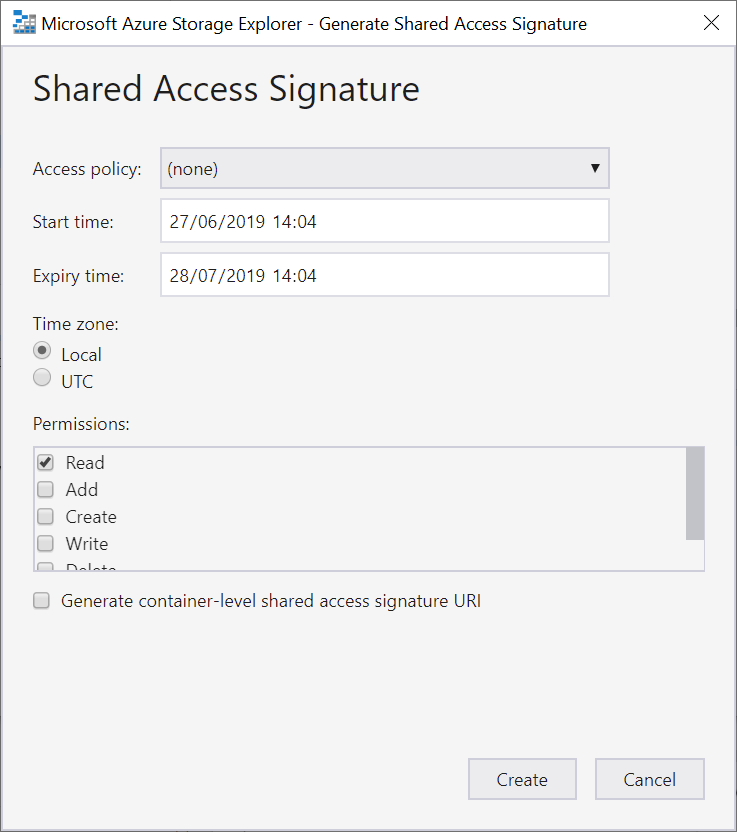 Microsoft Azure Storage Explorer - Generate Shared Access Signature
Shared Access Signature
Access policy: (none)
Start time: 27/06/2019 14:04
Expiry time: 28/07/2019 14:04
Time zone:
Local
UTC
Permissions:
Read
Add
Create
Write
Delete
Generate container-level shared access signature URI
Create Cancel